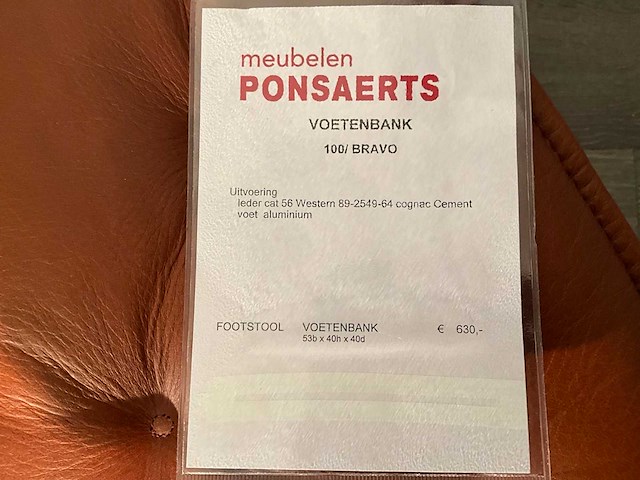 meubelen
PONSAERTS
VOETENBANK
100/ BRAVO
Uitvoering
leder cat 56 Western 89-2549-64 cognac Cement
voet aluminium
FOOTSTOOL VOETENBANK € 630,-
53b x 40h x 40d